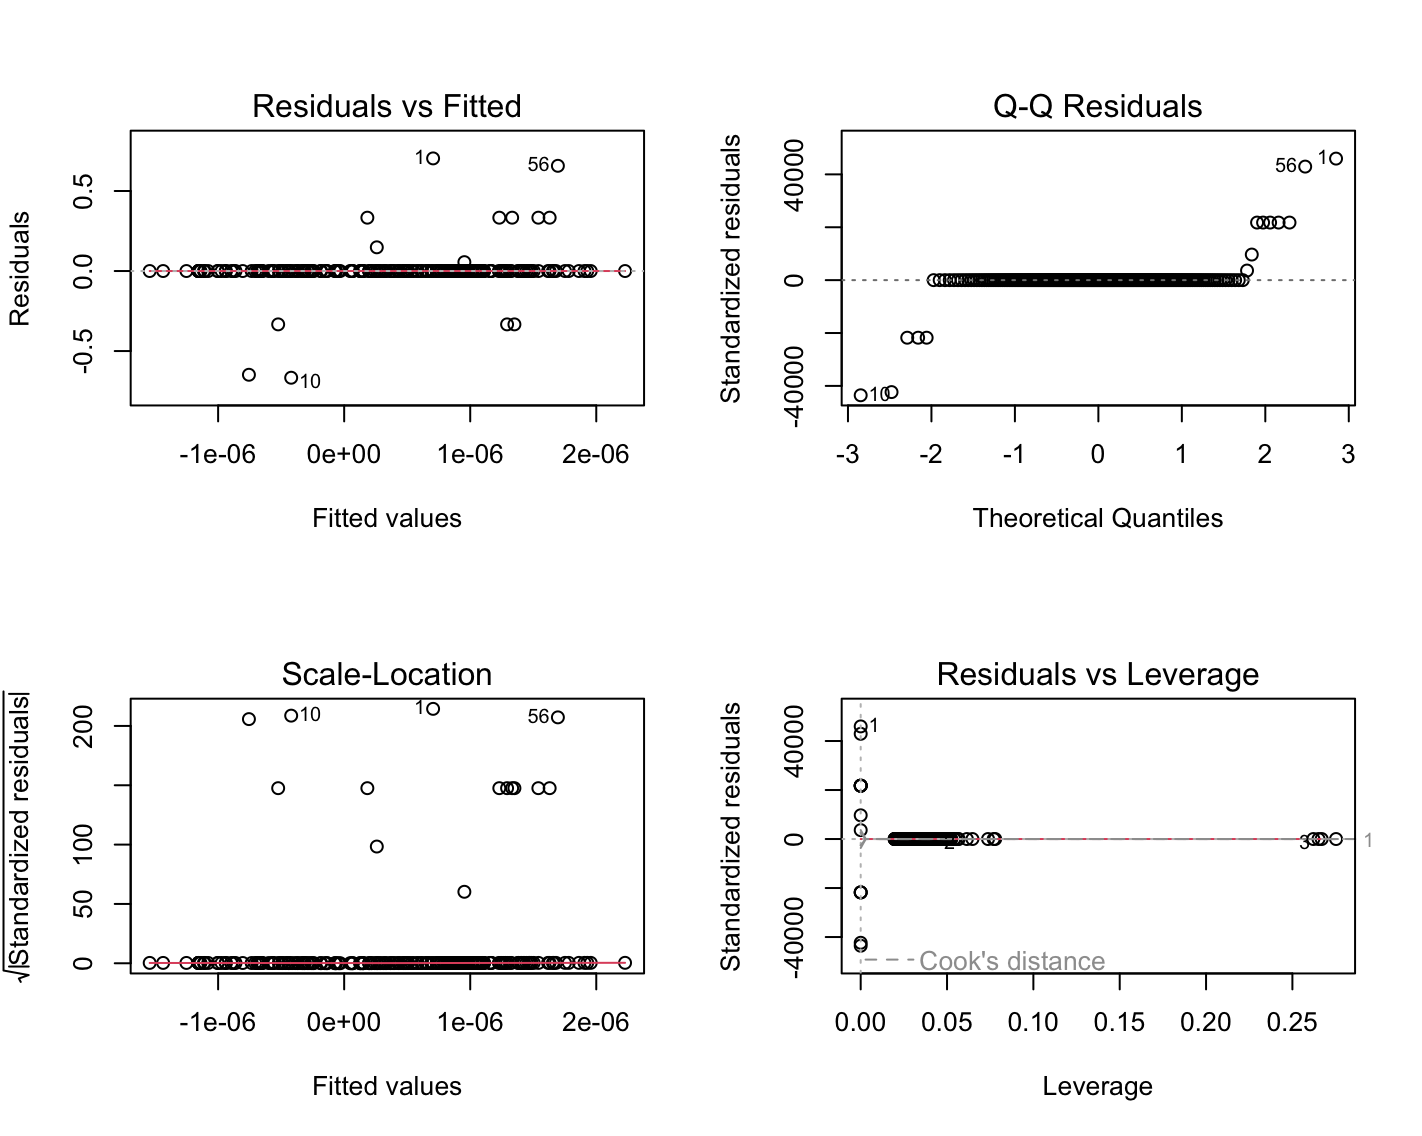 Residuals vs Fitted
Residuals
0.5
0.0
-0.5
1
56
10
-1e-06 0e+00 1e-06 2e-06
Fitted values
Q-Q Residuals
Standardized residuals
40000
0
-40000
56
1
10
-3 -2 -1 0 1 2 3
Theoretical Quantiles
Scale-Location
√|Standardized residuals|
200
100
50
0
10
1
56
-1e-06 0e+00 1e-06 2e-06
Fitted values
Residuals vs Leverage
Standardized residuals
40000
0
-40000
1
2
3
1
Cook's distance
0.00 0.05 0.10 0.15 0.20 0.25
Leverage